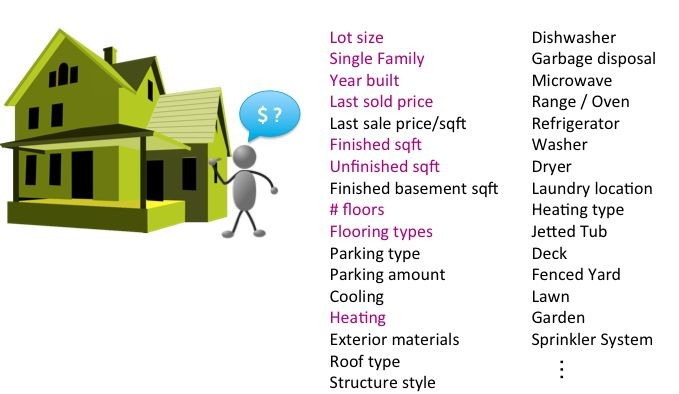 $ ?
Lot size
Single Family
Year built
Last sold price
Last sale price/sqft
Finished sqft
Unfinished sqft
Finished basement sqft
# floors
Flooring types
Parking type
Parking amount
Cooling
Heating
Exterior materials
Roof type
Structure style
Dishwasher
Garbage disposal
Microwave
Range / Oven
Refrigerator
Washer
Dryer
Laundry location
Heating type
Jetted Tub
Deck
Fenced Yard
Lawn
Garden
Sprinkler System
⋮